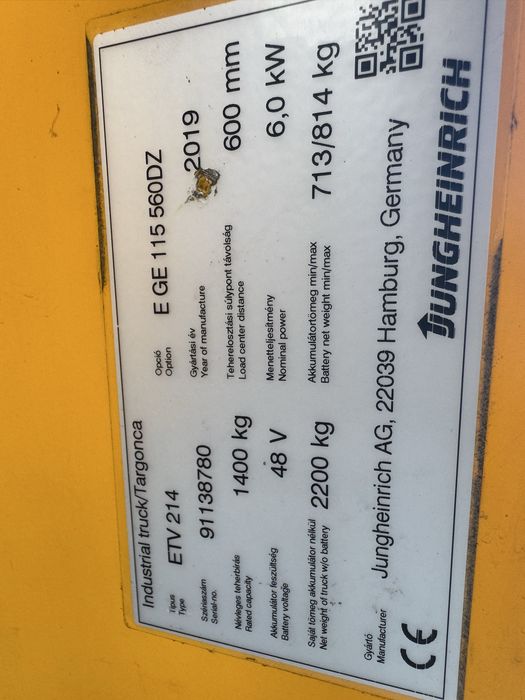 Industrial truck/Targonca
Típus
Type
ETV 214
Opció
Option
E GE 115 560DZ
Szériaszám
Serial-no.
91138780
Gyártási év
Year of manufacture
2019
Névleges teherbírás
Rated capacity
1400 kg
Teherelosztási súlypont távolság
Load center distance
600 mm
Akkumulátor feszültség
Battery voltage
48 V
Menetteljesítmény
Nominal power
6,0 kW
Saját tömeg akkumulátor nélkül
Net weight of truck w/o battery
2200 kg
Akkumulátortömeg min/max
Battery net weight min/max
713/814 kg
Gyártó
Manufacturer
Jungheinrich AG, 22039 Hamburg, Germany
CE
JUNGHEINRICH